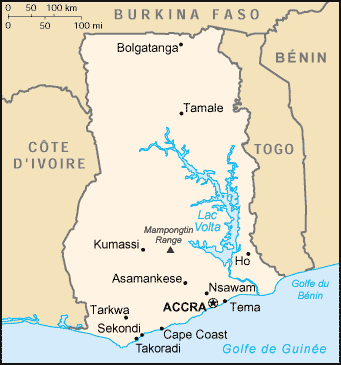 0 50 100 km
0 50 100 mi
BURKINA FASO
Bolgatanga
BÉNIN
Tamale
CÔTE
D'IVOIRE
TOGO
Lac
Volta
Mampongtin
Range
Kumassi
Ho
Asamankese
Nsawam
Golfe du
Bénin
ACCRA
Tema
Tarkwa
Sekondi
Cape Coast
Takoradi
Golfe de Guinée